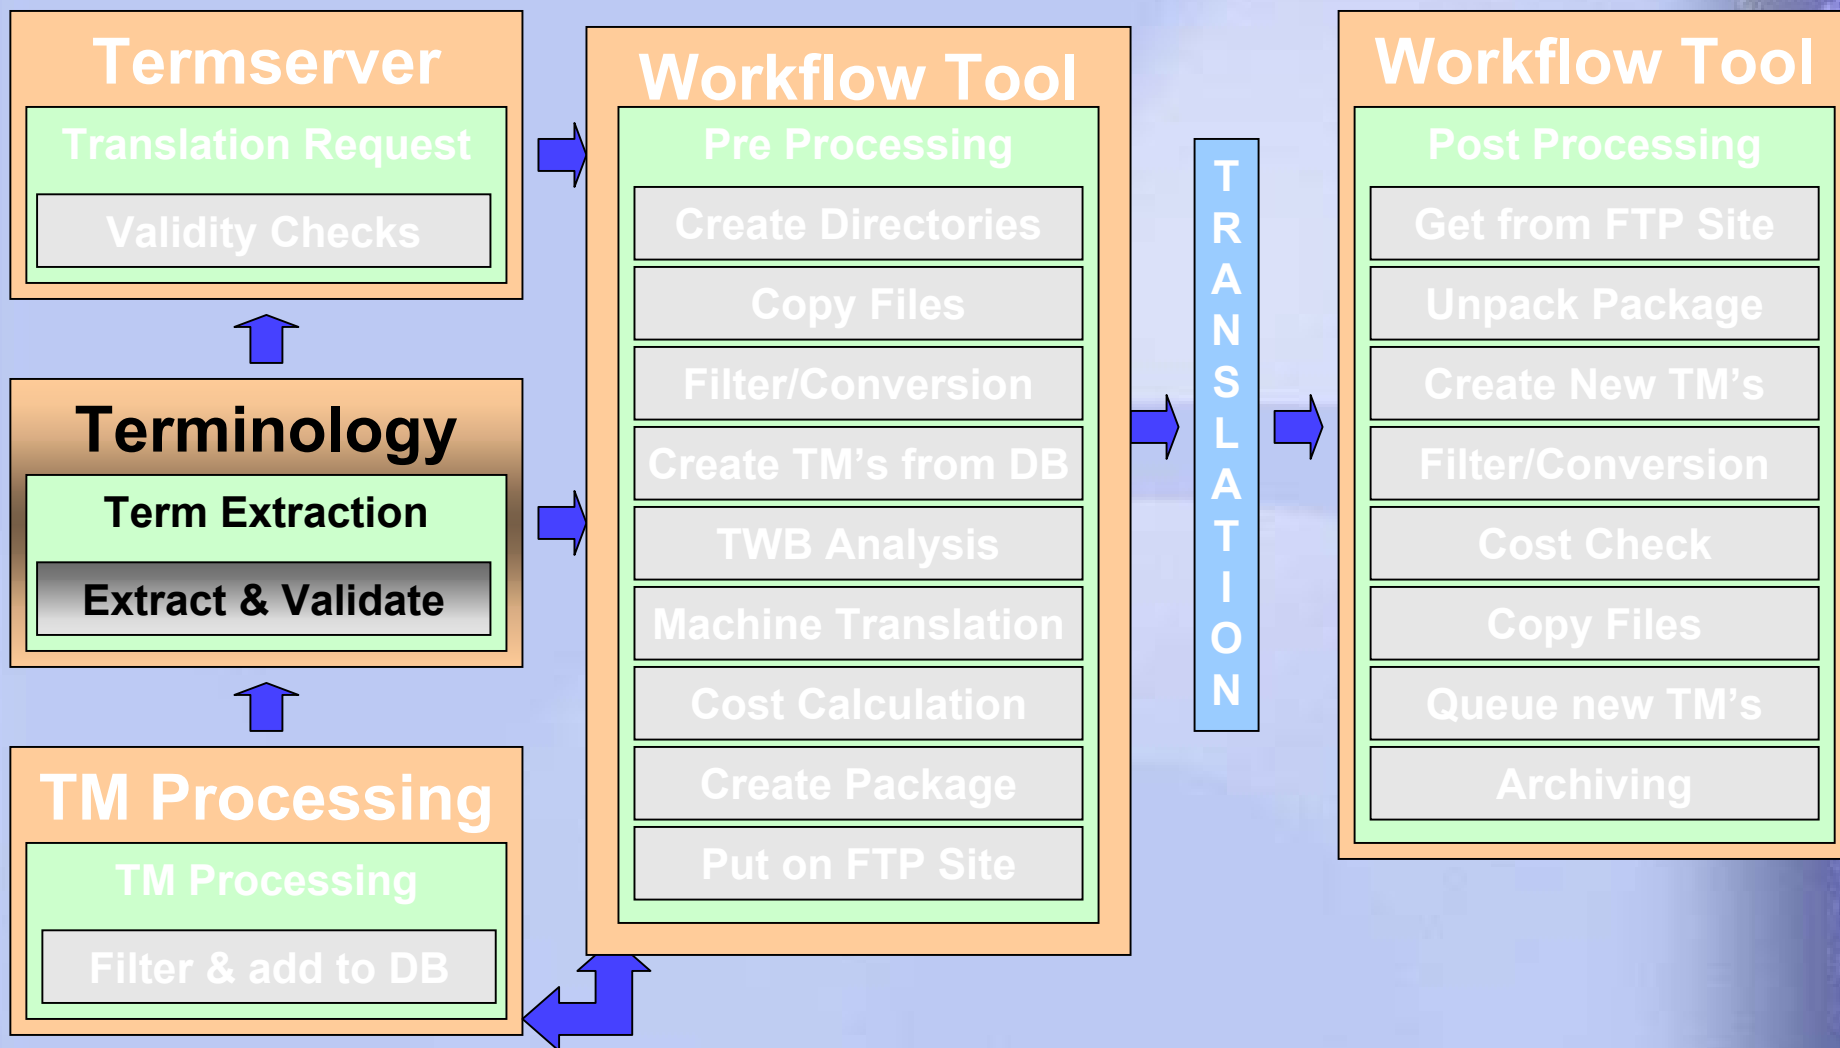 Termserver
Translation Request
Validity Checks
Terminology
Term Extraction
Extract & Validate
TM Processing
TM Processing
Filter & add to DB
Workflow Tool
Pre Processing
Create Directories
Copy Files
Filter/Conversion
Create TM's from DB
TWB Analysis
Machine Translation
Cost Calculation
Create Package
Put on FTP Site
TRANSLATION
Workflow Tool
Post Processing
Get from FTP Site
Unpack Package
Create New TM's
Filter/Conversion
Cost Check
Copy Files
Queue new TM's
Archiving